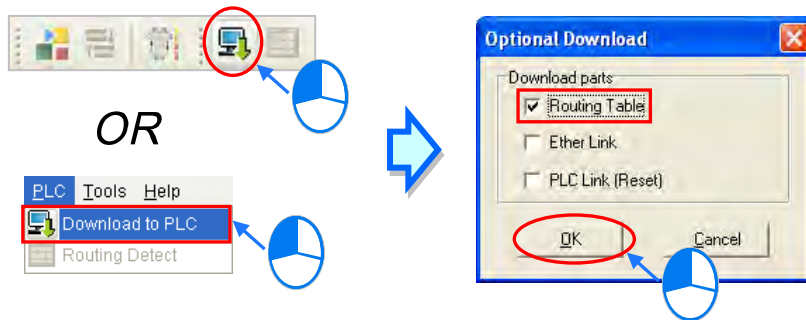 OR
PLC Tools Help
Download to PLC
Routing Detect
Optional Download
Download parts
Routing Table
Ether Link
PLC Link (Reset)
OK Cancel